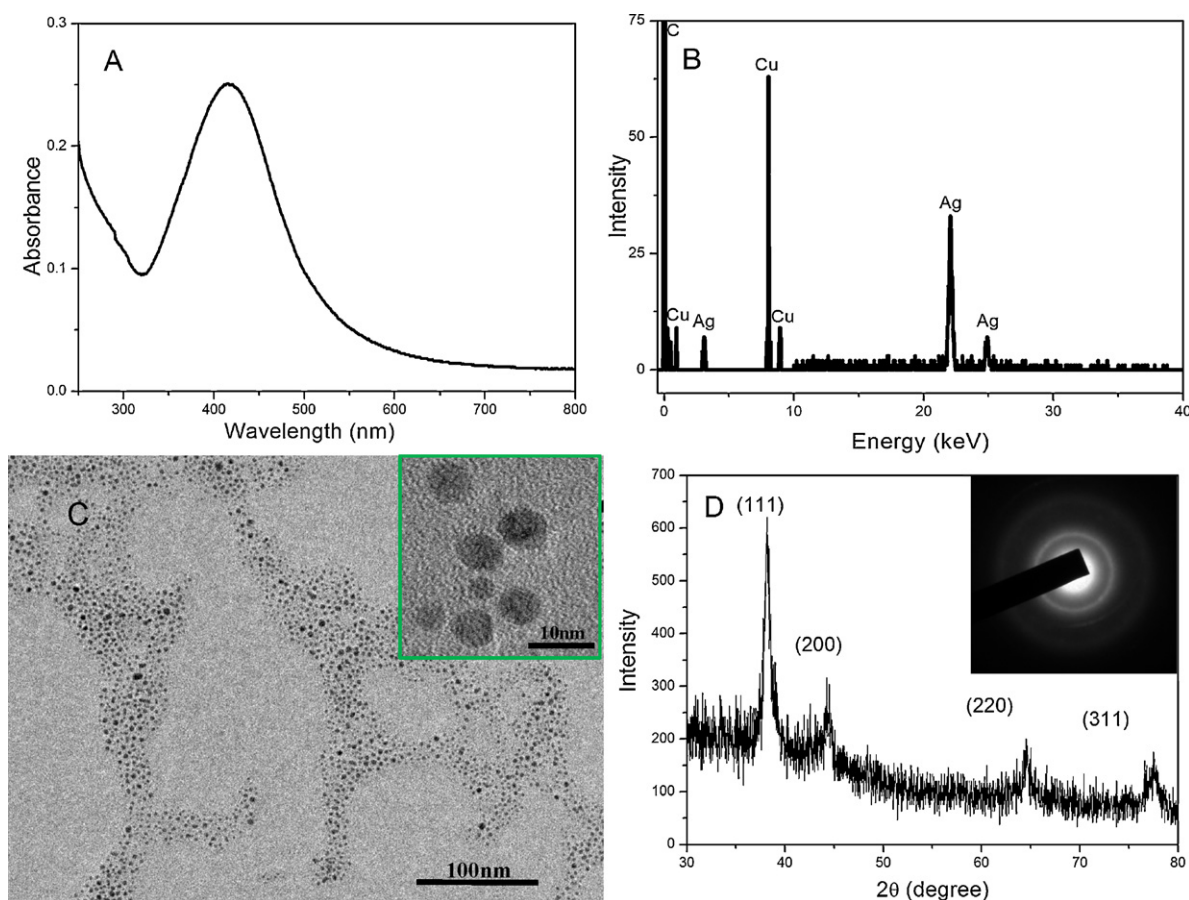 A
0.3
0.2
0.1
0.0
Absorbance
300 400 500 600 700 800
Wavelength (nm)
B
75
50
25
0
Intensity
C
Cu
Ag
Cu
Cu
Ag
Ag
0 10 20 30 40
Energy (keV)
C
10nm
100nm
D
700
600
500
400
300
200
100
0
Intensity
(111)
(200)
(220)
(311)
30 40 50 60 70 80
2θ (degree)